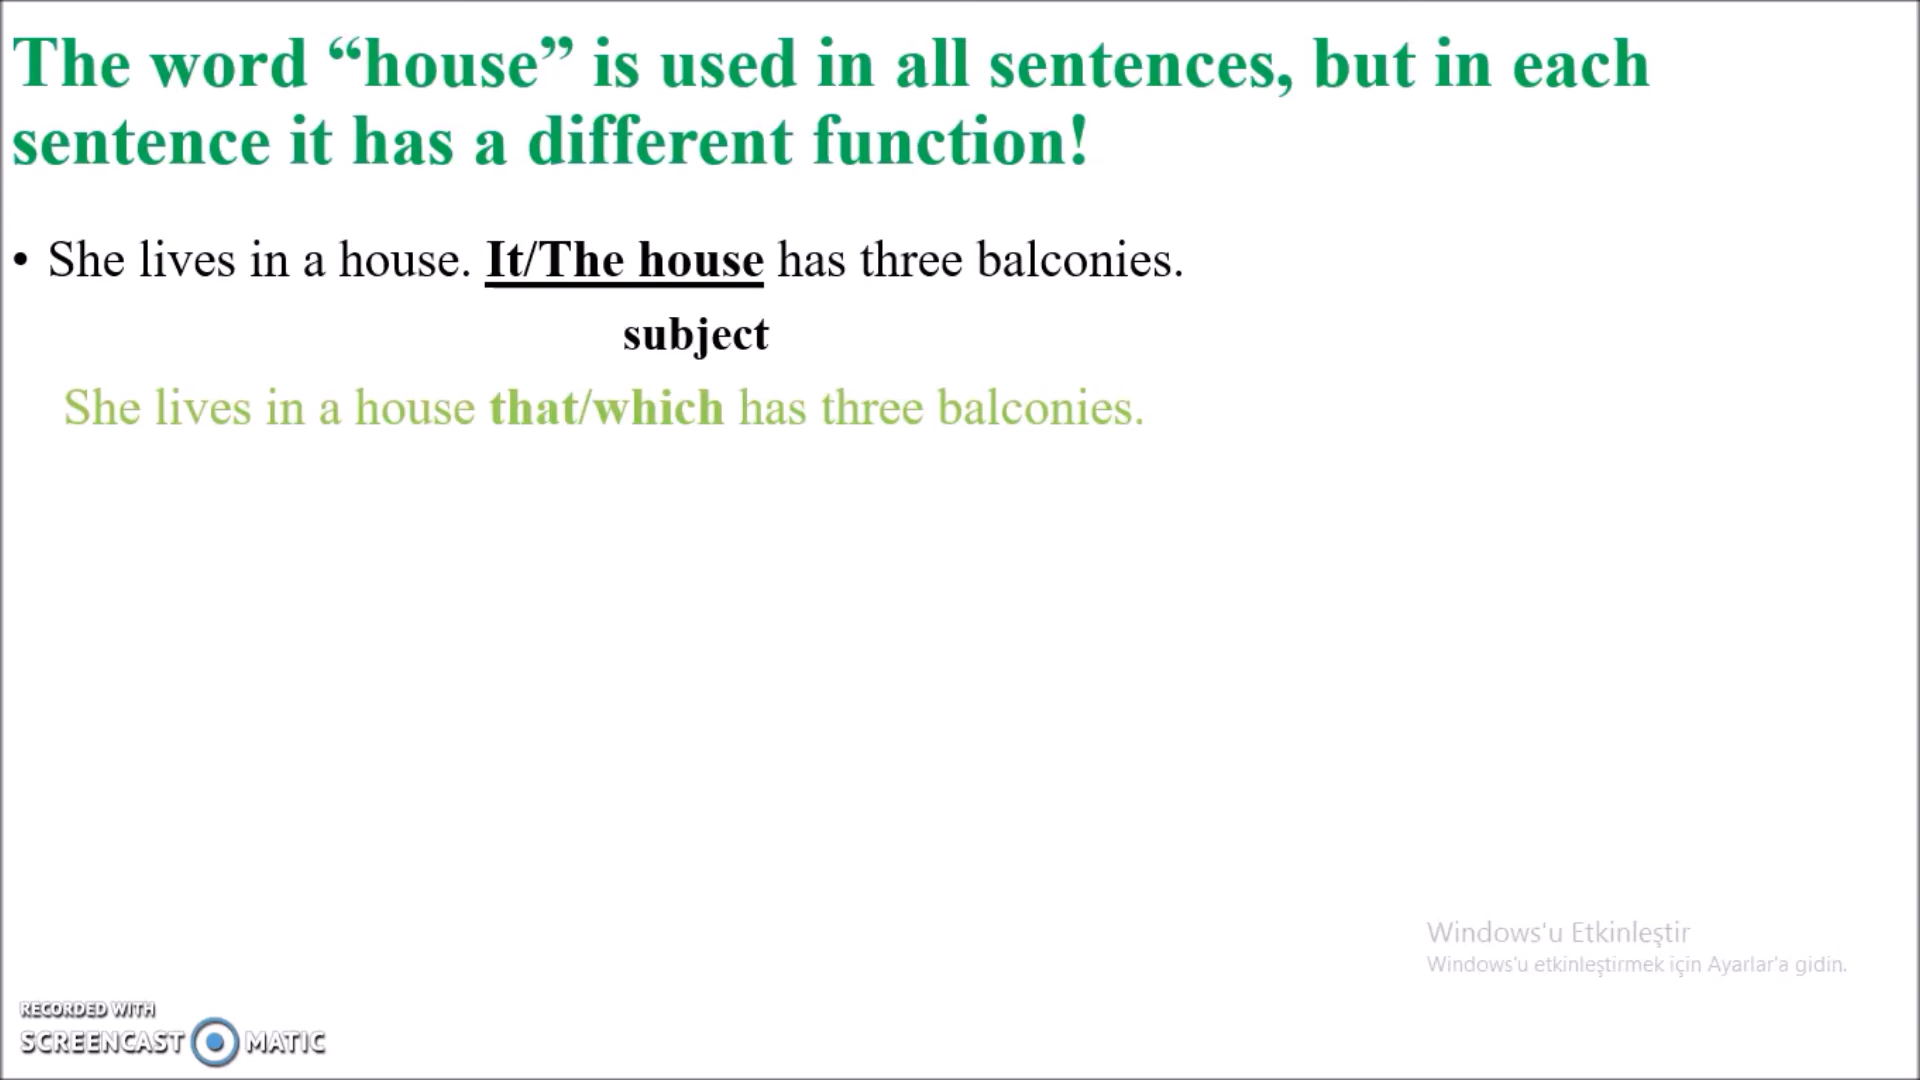 The word “house” is used in all sentences, but in each
sentence it has a different function!
• She lives in a house. It/The house has three balconies.
subject
She lives in a house that/which has three balconies.
Windows'u Etkinleştir
Windows'u etkinleştirmek için Ayarlar'a gidin.
RECORDED WITH
SCREENCAST MATIC